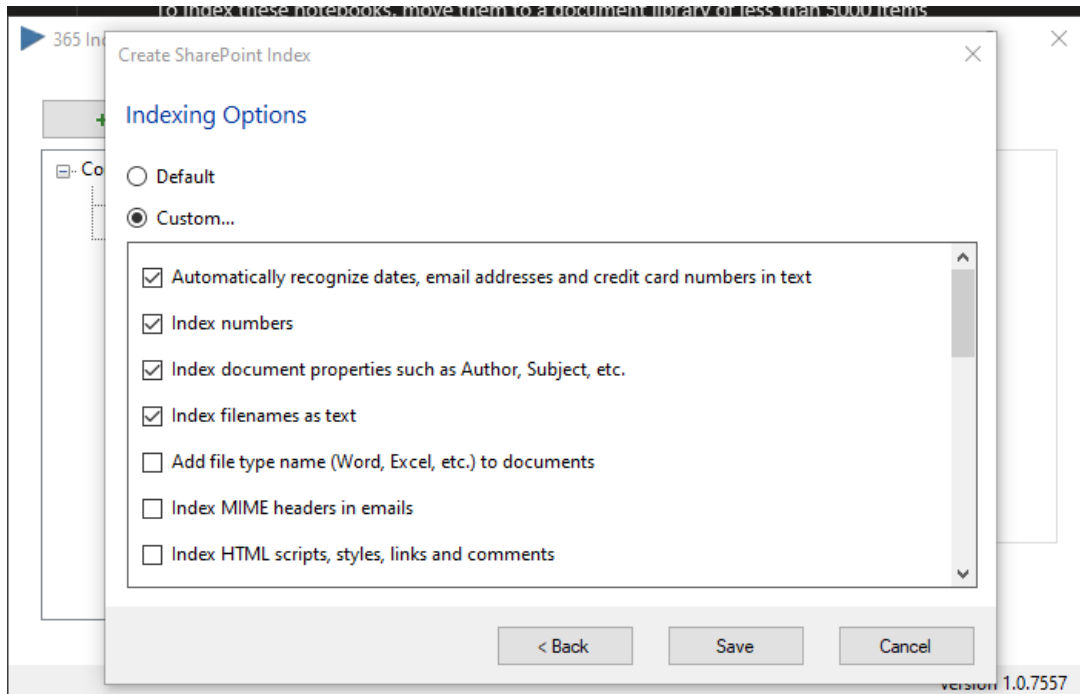 To index these notebooks, move them to a document library of less than 5000 items
365 Ind
Create SharePoint Index
Indexing Options
Co
Default
Custom...
Automatically recognize dates, email addresses and credit card numbers in text
Index numbers
Index document properties such as Author, Subject, etc.
Index filenames as text
Add file type name (Word, Excel, etc.) to documents
Index MIME headers in emails
Index HTML scripts, styles, links and comments
< Back
Save
Cancel
Version 1.0.7557